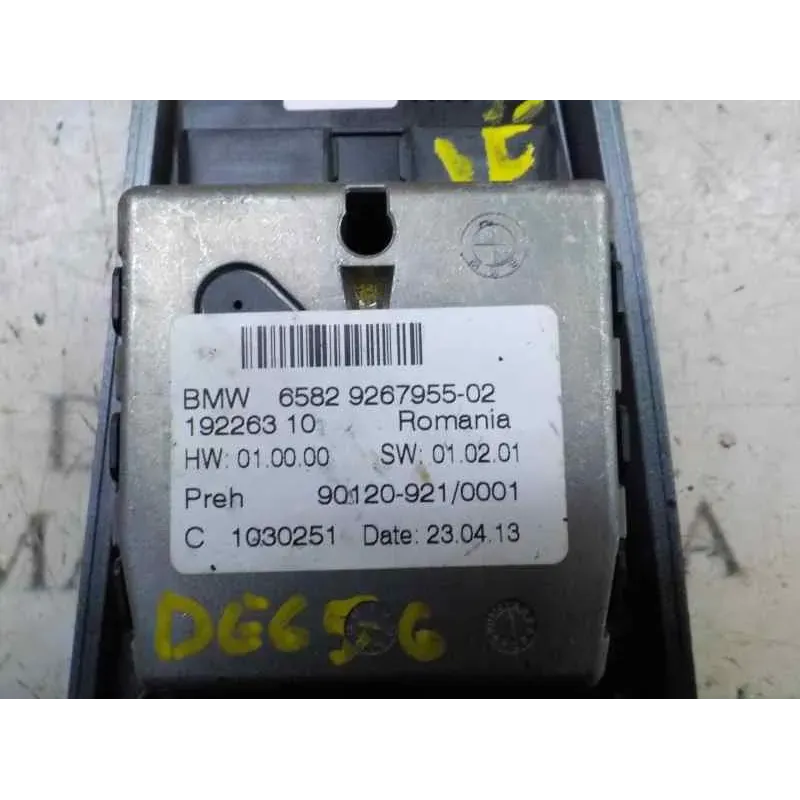 BMW 6582 9267955-02
192263 10 Romania
HW: 01.00.00 SW: 01.02.01
Preh 90120-921/0001
C 1030251 Date: 23.04.13